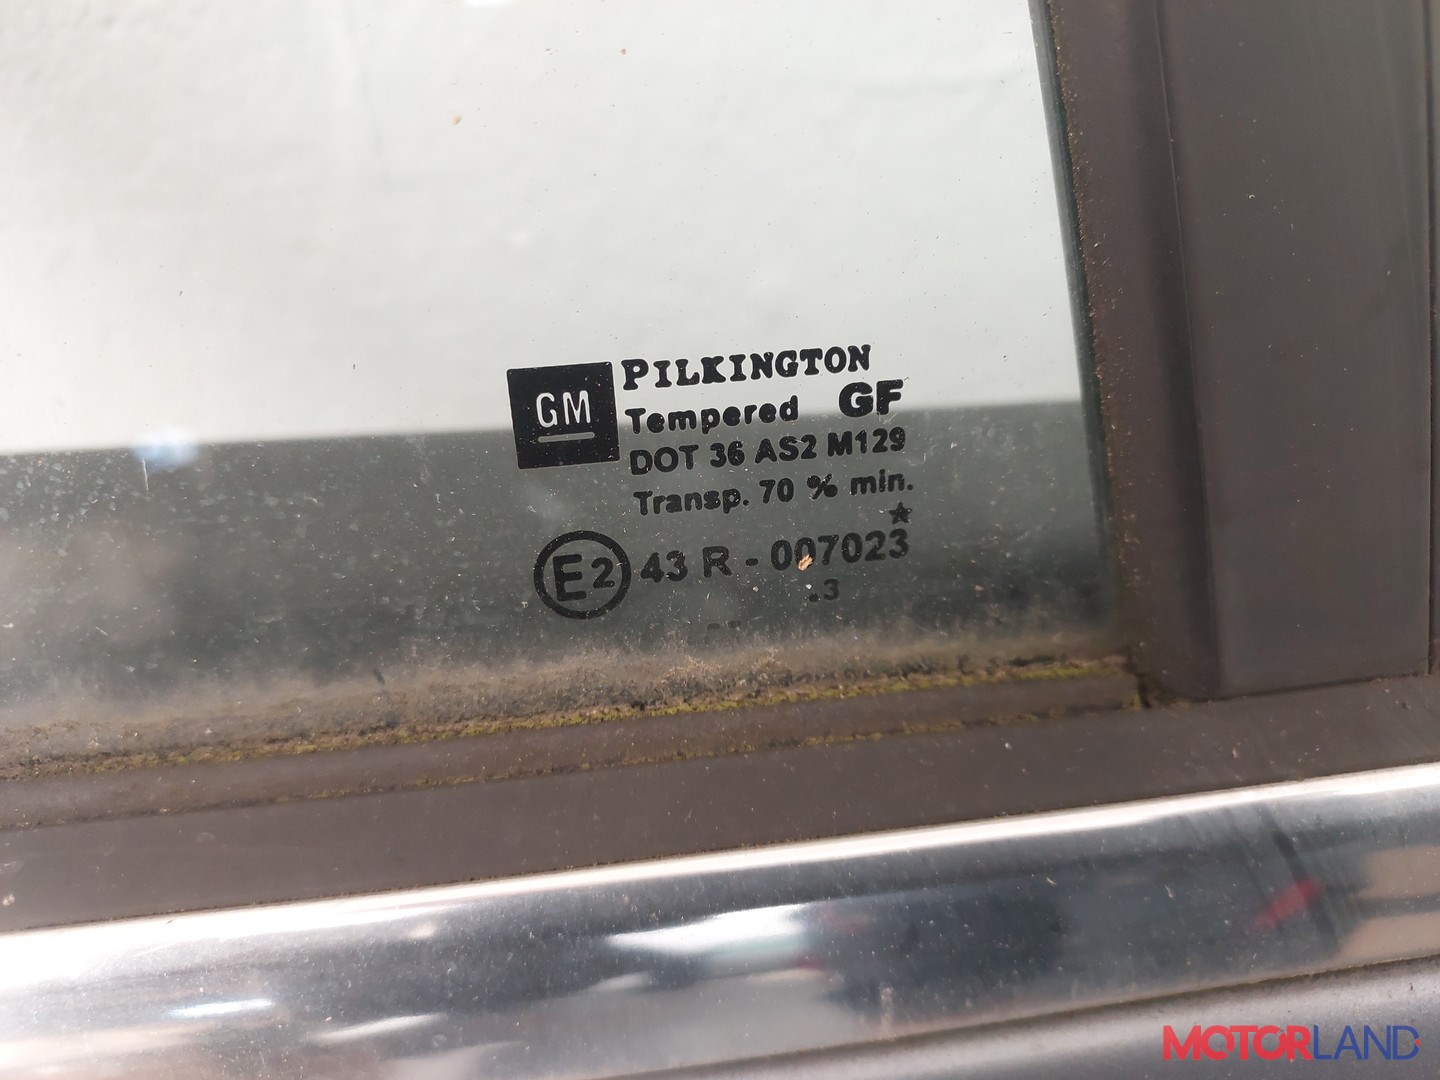 GM
PILKINGTON
Tempered GF
DOT 36 AS2 M129
Transp. 70 % min.
E2 43 R - 007023
.3
MOTORLAND